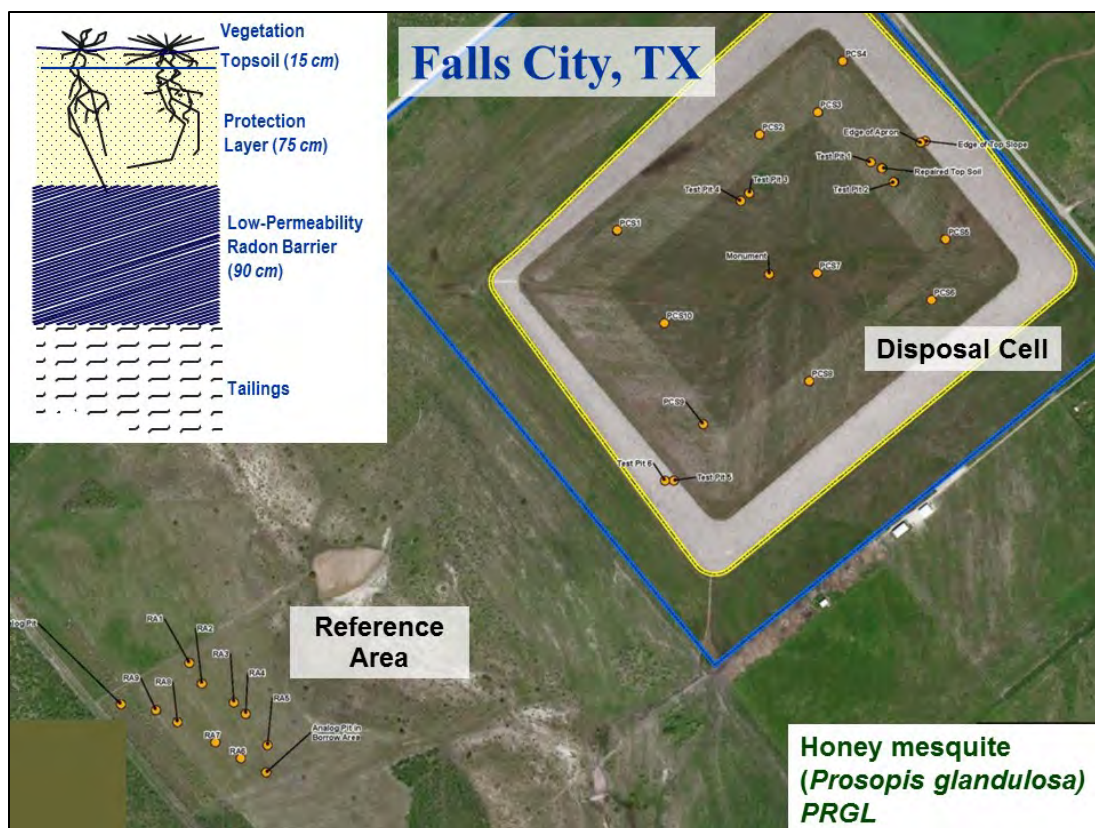 Vegetation
Topsoil (15 cm)
Protection
Layer (75 cm)
Low-Permeability
Radon Barrier
(90 cm)
Tailings
Falls City, TX
PCS4
PCS3
PCS2
Edge of Apron
Edge of Top Slope
Test Pit 1
Repaired Top Soil
Test Pit 2
Test Pit 3
Test Pit 4
PCS1
PCS5
Monument
PCS7
PCS6
PCS10
Disposal Cell
PCS8
PCS9
Test Pit 6
Test Pit 5
Reference
Area
alog Pit
RA1
RA2
RA3
RA4
RA5
RA9
RA8
RA7
RA6
Analog Pit in
Borrow Area
Honey mesquite
(Prosopis glandulosa)
PRGL